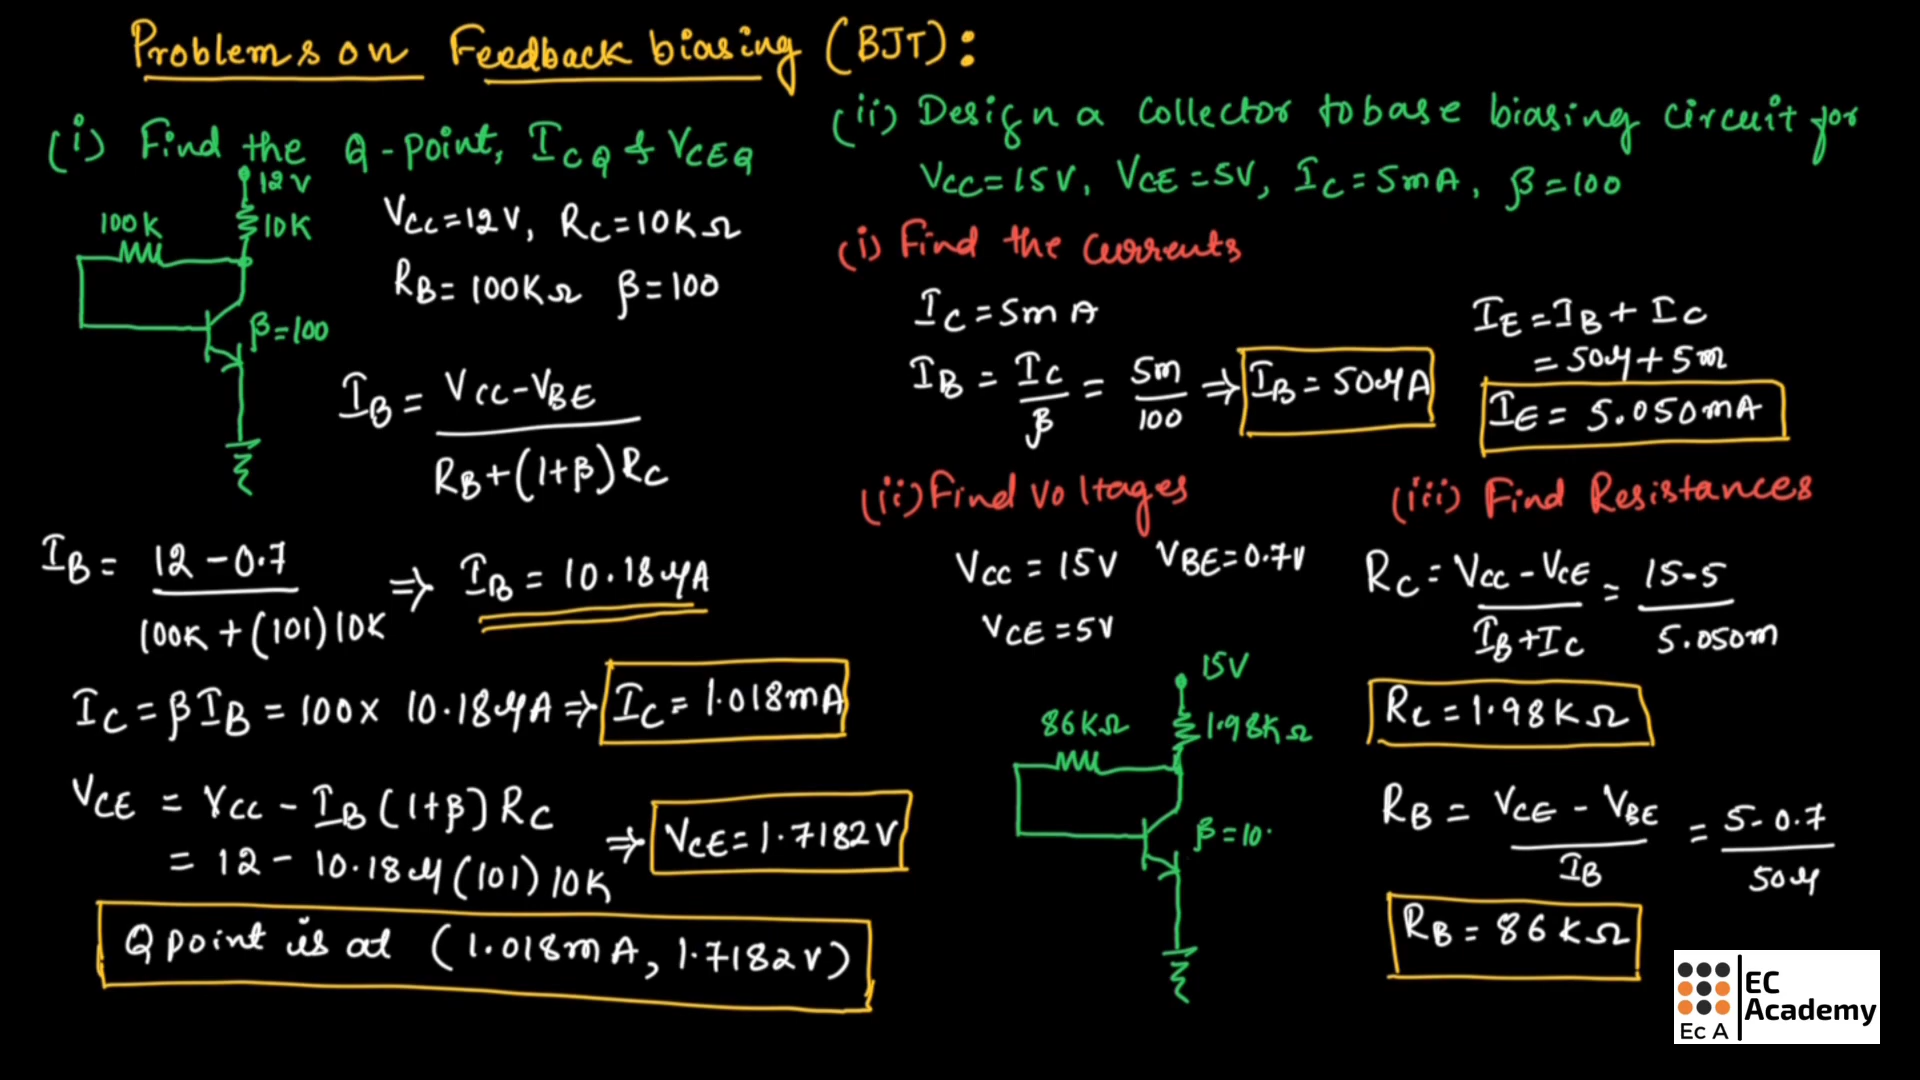 Problems on Feedback biasing (BJT):
(i) Find the Q-point, ICQ & VCEQ
12V
100K
10K
β=100
VCC=12V, RC=10KΩ
RB=100KΩ β=100
IB = VCC-VBE
RB+(1+β)RC
IB = 12-0.7 ⇒ IB = 10.18μA
100K+(101)10K
IC=βIB = 100x 10.18μA ⇒ IC = 1.018mA
VCE = VCC - IB(1+β)RC
= 12 - 10.18μ(101)10K ⇒ VCE=1.7182V
Q point is at (1.018mA, 1.7182V)
(ii) Design a collector to base biasing circuit for
VCC=15V, VCE=5V, IC=5mA, β=100
(i) Find the currents
IC=5mA
IB = IC/β = 5m/100 ⇒ IB = 50μA
IE=IB+IC
= 50μ+5m
IE = 5.050mA
(ii) Find voltages
VCC = 15V VBE=0.7V
VCE=5V
15V
86KΩ
1.98KΩ
β=10
(iii) Find Resistances
RC = VCC-VCE = 15-5
IB+IC 5.050m
RC=1.98KΩ
RB = VCE-VBE = 5-0.7
IB 50μ
RB = 86KΩ
EC
Academy
Ec A